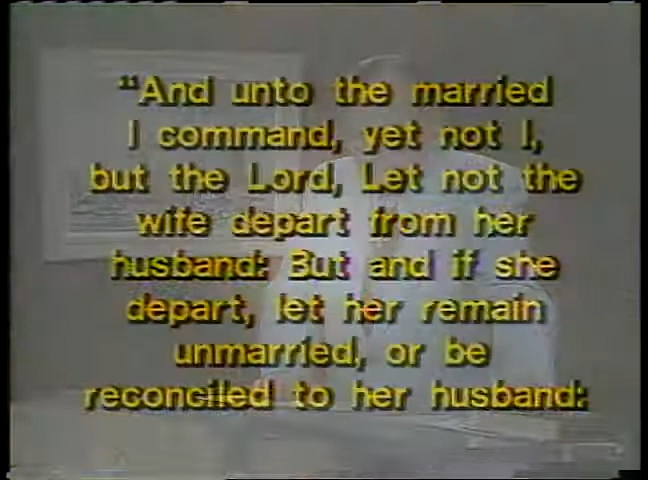 "And unto the married
I command, yet not I,
but the Lord, Let not the
wife depart from her
husband: But and if she
depart, let her remain
unmarried, or be
reconciled to her husband: